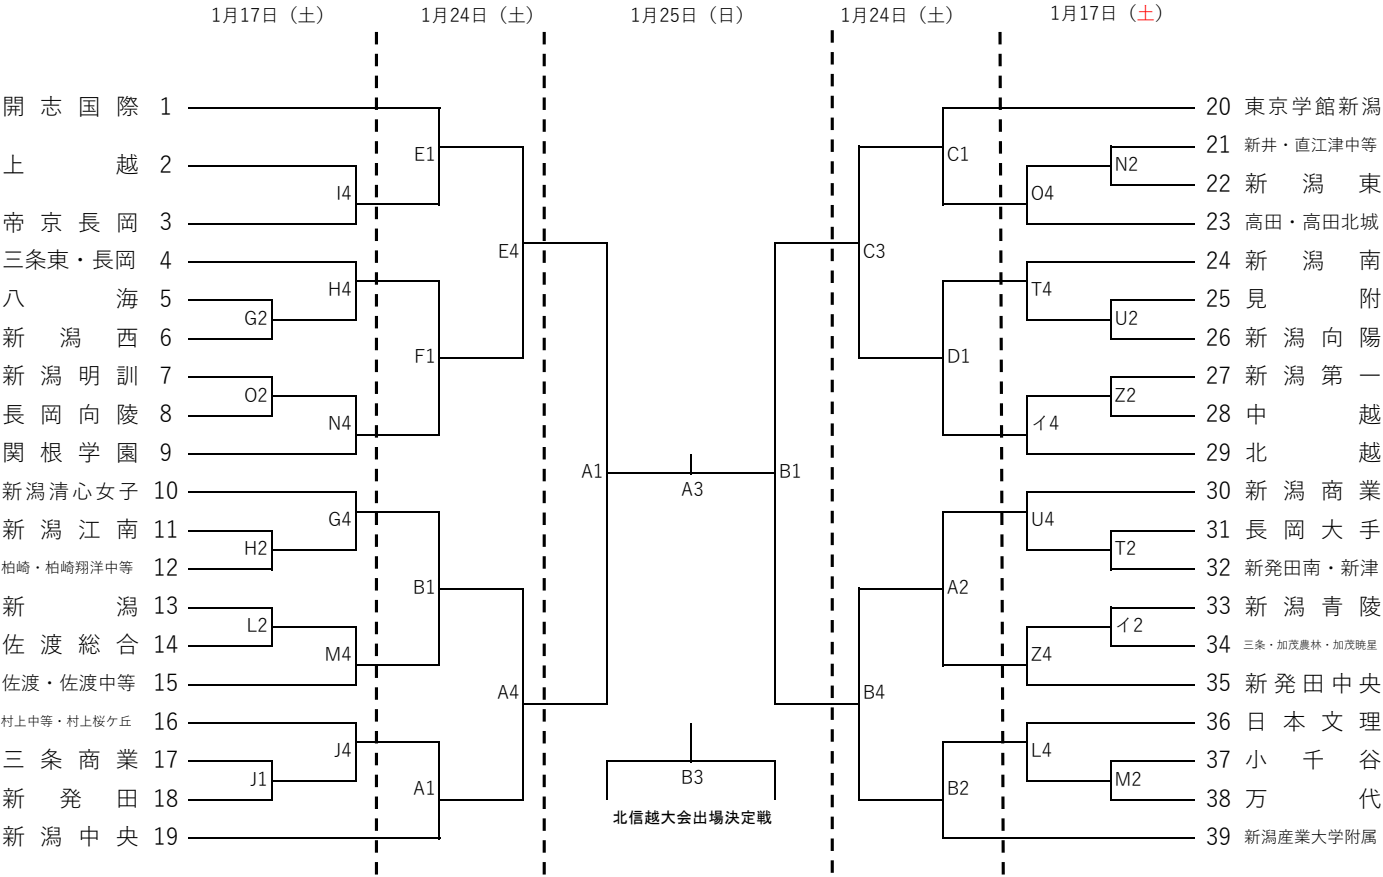 1月17日（土） 1月24日（土） 1月25日（日） 1月24日（土） 1月17日（土）
開志国際 1
上越 2
帝京長岡 3
三条東・長岡 4
八海 5
新潟西 6
新潟明訓 7
長岡向陵 8
関根学園 9
新潟清心女子 10
新潟江南 11
柏崎・柏崎翔洋中等 12
新潟 13
佐渡総合 14
佐渡・佐渡中等 15
村上中等・村上桜ケ丘 16
三条商業 17
新発田 18
新潟中央 19
I4
H4
G2
O2
N4
G4
H2
L2
M4
J4
J1
E1
F1
B1
A1
E4
A4
A1
A3
B3
北信越大会出場決定戦
B1
C3
B4
C1
D1
A2
B2
N2
O4
T4
U2
Z2
イ4
U4
T2
イ2
Z4
L4
M2
20 東京学館新潟
21 新井・直江津中等
22 新潟東
23 高田・高田北城
24 新潟南
25 見附
26 新潟向陽
27 新潟第一
28 中越
29 北越
30 新潟商業
31 長岡大手
32 新発田南・新津
33 新潟青陵
34 三条・加茂農林・加茂暁星
35 新発田中央
36 日本文理
37 小千谷
38 万代
39 新潟産業大学附属